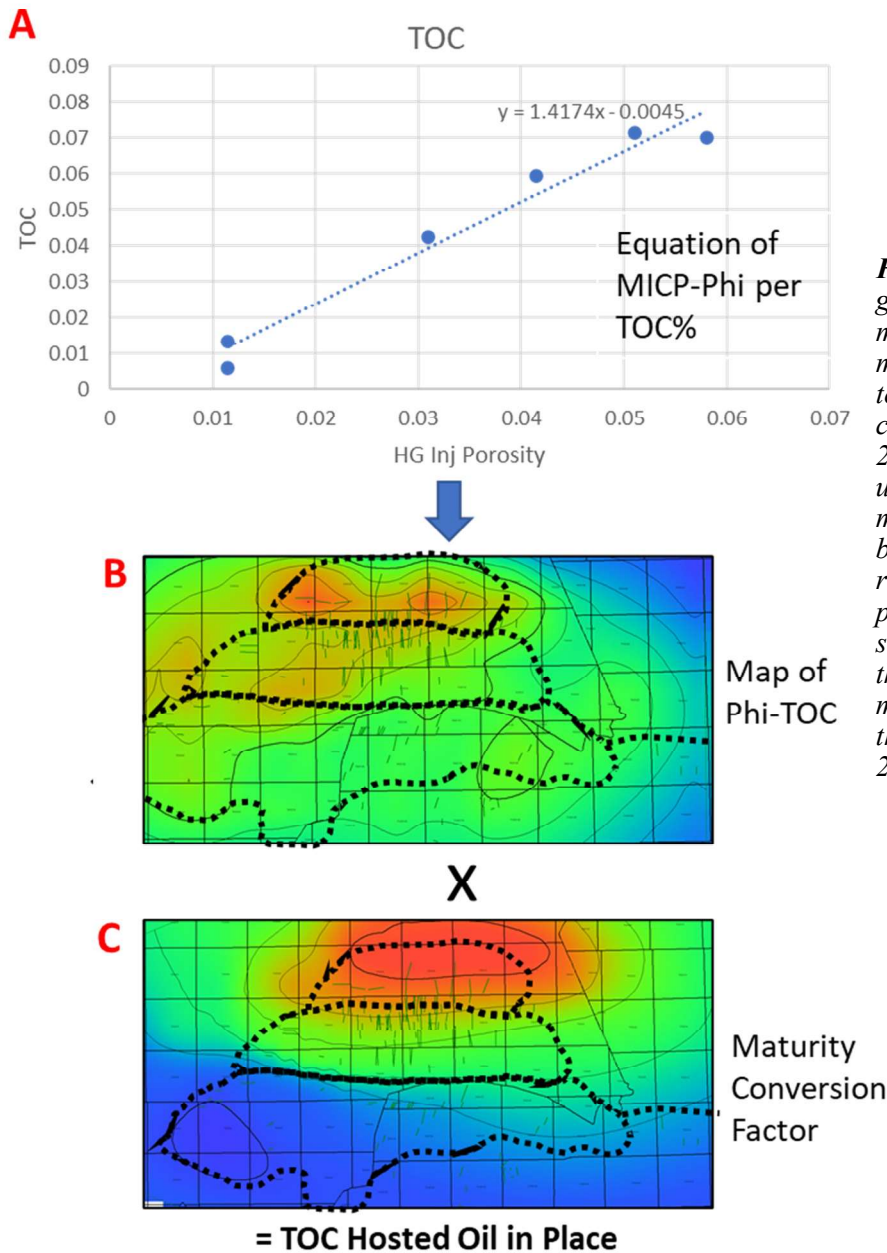 A
TOC
0.09
0.08
0.07
0.06
0.05
0.04
0.03
0.02
0.01
0
TOC
y = 1.4174x - 0.0045
Equation of
MICP-Phi per
TOC%
0 0.01 0.02 0.03 0.04 0.05 0.06 0.07
HG Inj Porosity
B
Map of
Phi-TOC
X
C
Maturity
Conversion
Factor
= TOC Hosted Oil in Place